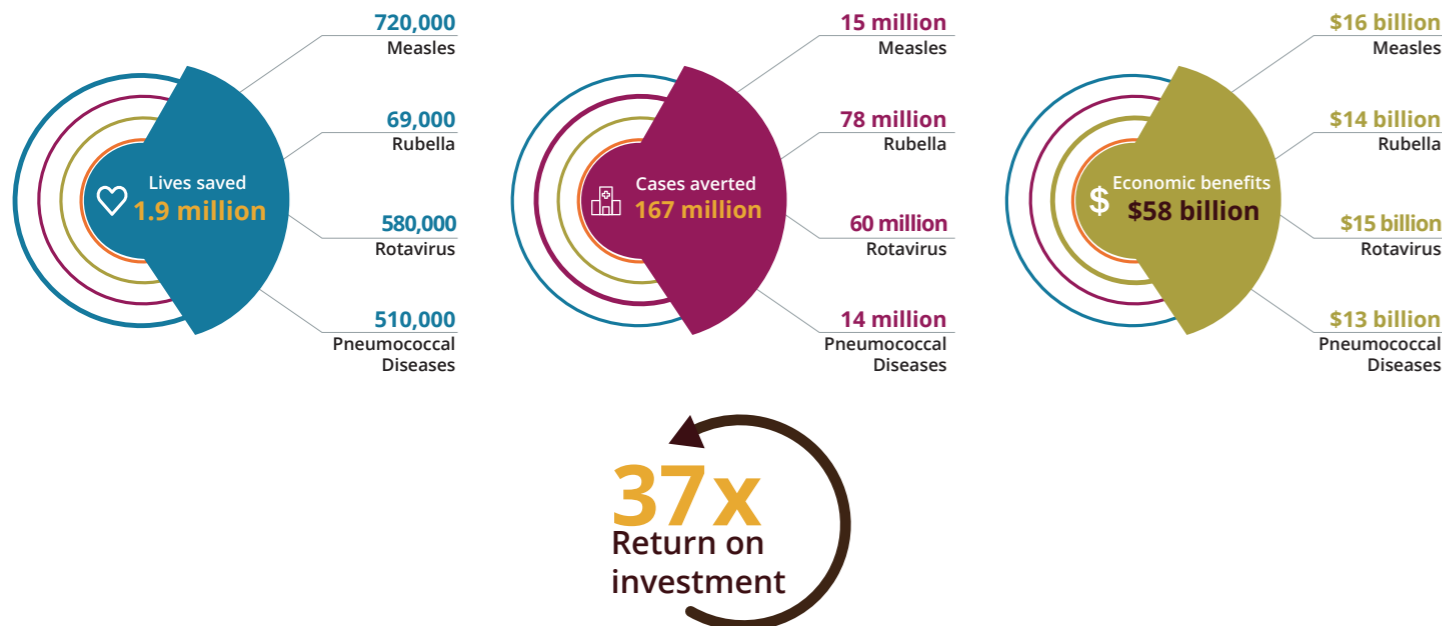 720,000
Measles
69,000
Rubella
Lives saved
1.9 million
580,000
Rotavirus
510,000
Pneumococcal
Diseases
15 million
Measles
78 million
Rubella
Cases averted
167 million
60 million
Rotavirus
14 million
Pneumococcal
Diseases
$16 billion
Measles
$14 billion
Rubella
$ Economic benefits
$58 billion
$15 billion
Rotavirus
$13 billion
Pneumococcal
Diseases
37x
Return on
investment